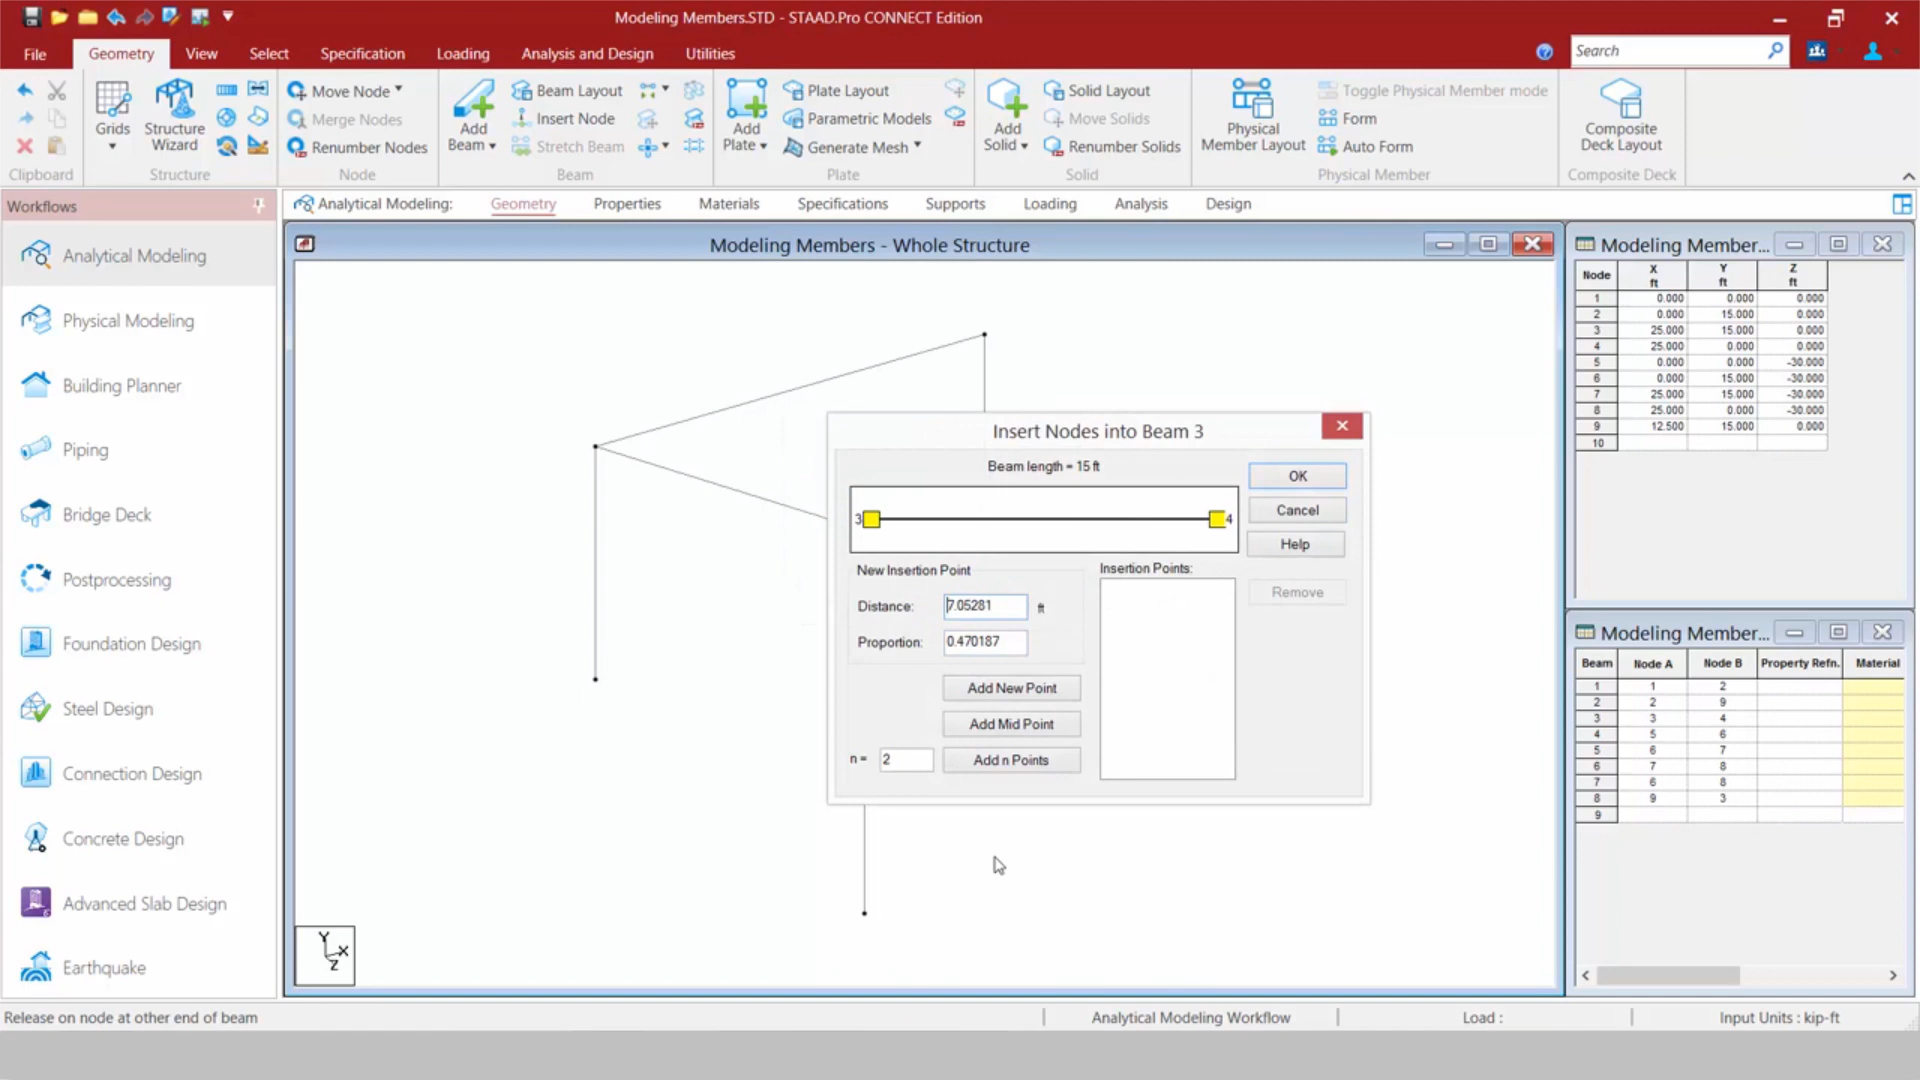 Modeling Members.STD - STAAD.Pro CONNECT Edition
File Geometry View Select Specification Loading Analysis and Design Utilities
Search
Grids
Structure Wizard
Structure
Clipboard
Move Node
Merge Nodes
Renumber Nodes
Node
Add Beam
Beam Layout
Insert Node
Stretch Beam
Beam
Add Plate
Plate Layout
Parametric Models
Generate Mesh
Plate
Add Solid
Solid Layout
Move Solids
Renumber Solids
Solid
Physical Member Layout
Toggle Physical Member mode
Form
Auto Form
Physical Member
Composite Deck Layout
Composite Deck
Workflows
Analytical Modeling: Geometry Properties Materials Specifications Supports Loading Analysis Design
Analytical Modeling
Physical Modeling
Building Planner
Piping
Bridge Deck
Postprocessing
Foundation Design
Steel Design
Connection Design
Concrete Design
Advanced Slab Design
Earthquake
Modeling Members - Whole Structure
Y
X
Z
Insert Nodes into Beam 3
Beam length = 15 ft
3 4
OK
Cancel
Help
New Insertion Point
Distance: 7.05281 ft
Proportion: 0.470187
Add New Point
Add Mid Point
n = 2 Add n Points
Insertion Points:
Remove
Modeling Member...
Node X ft Y ft Z ft
1 0.000 0.000 0.000
2 0.000 15.000 0.000
3 25.000 15.000 0.000
4 25.000 0.000 0.000
5 0.000 0.000 -30.000
6 0.000 15.000 -30.000
7 25.000 15.000 -30.000
8 25.000 0.000 -30.000
9 12.500 15.000 0.000
10
Modeling Member...
Beam Node A Node B Property Refn. Material
1 1 2
2 2 9
3 3 4
4 5 6
5 6 7
6 7 8
7 6 8
8 9 3
9
Release on node at other end of beam
Analytical Modeling Workflow
Load :
Input Units : kip-ft